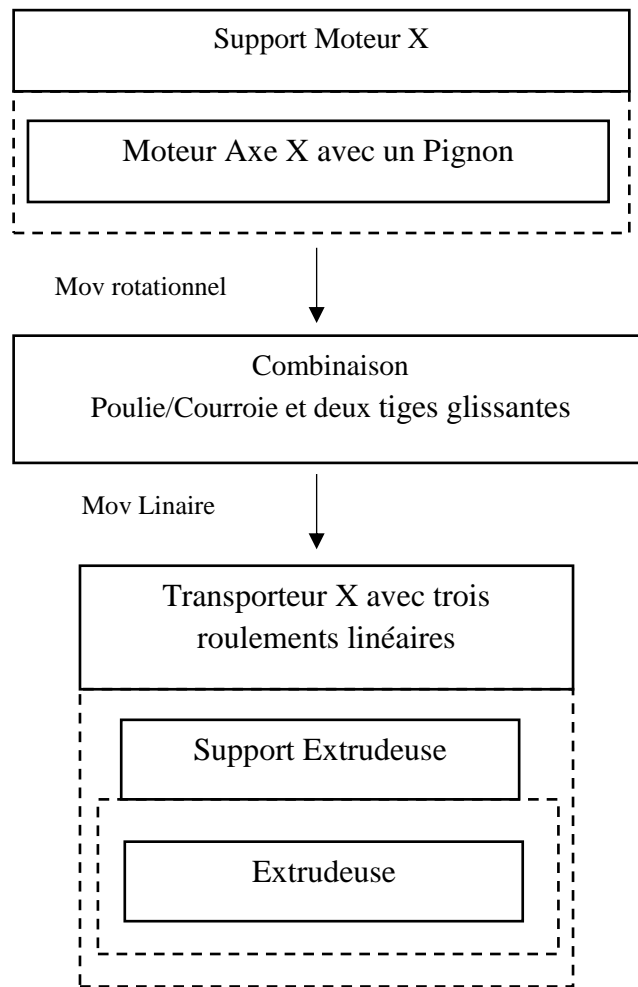 Support Moteur X
Moteur Axe X avec un Pignon
Mov rotationnel
Combinaison
Poulie/Courroie et deux tiges glissantes
Mov Linaire
Transporteur X avec trois
roulements linéaires
Support Extrudeuse
Extrudeuse